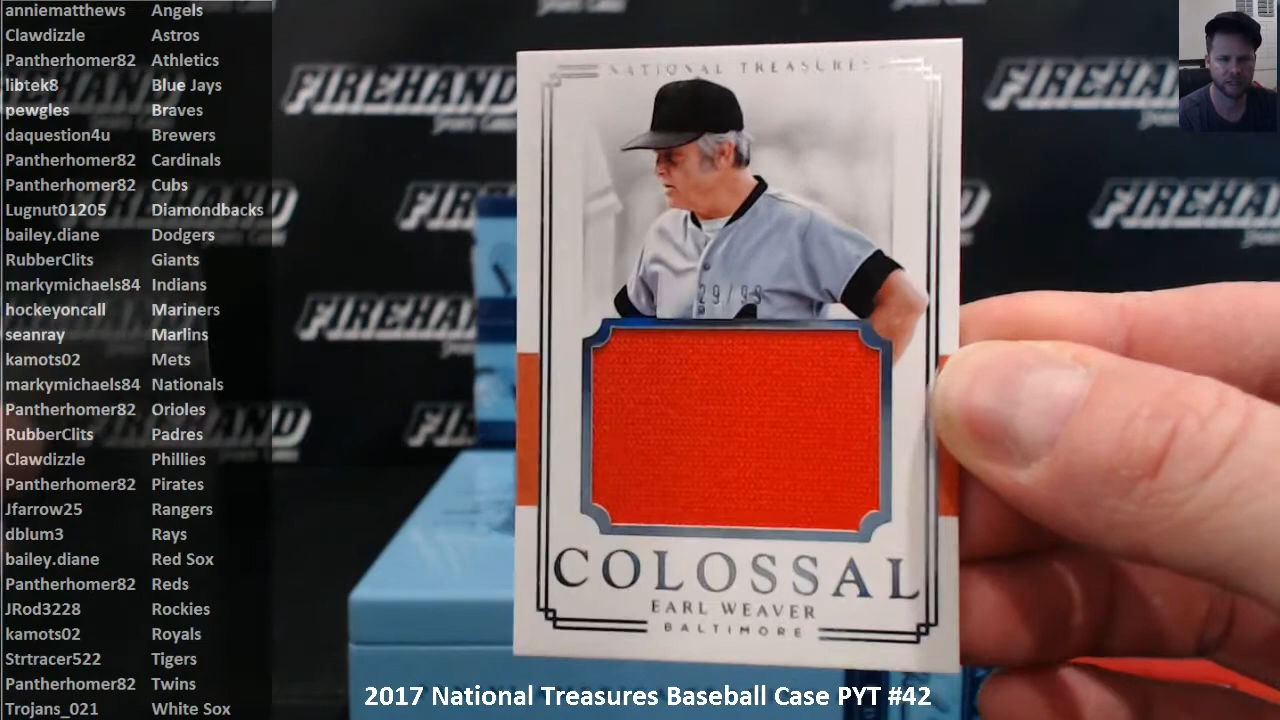 anniematthews Angels
Clawdizzle Astros
Pantherhomer82 Athletics
libtek8 Blue Jays
pewgles Braves
daquestion4u Brewers
Pantherhomer82 Cardinals
Pantherhomer82 Cubs
Lugnut01205 Diamondbacks
bailey.diane Dodgers
RubberClits Giants
markymichaels84 Indians
hockeyoncall Mariners
seanray Marlins
kamots02 Mets
markymichaels84 Nationals
Pantherhomer82 Orioles
RubberClits Padres
Clawdizzle Phillies
Pantherhomer82 Pirates
Jfarrow25 Rangers
dblum3 Rays
bailey.diane Red Sox
Pantherhomer82 Reds
JRod3228 Rockies
kamots02 Royals
Strtracer522 Tigers
Pantherhomer82 Twins
Trojans_021 White Sox
FIREHAND
FIREHAND
NATIONAL TREASURES
29/99
COLOSSAL
EARL WEAVER
BALTIMORE
2017 National Treasures Baseball Case PYT #42